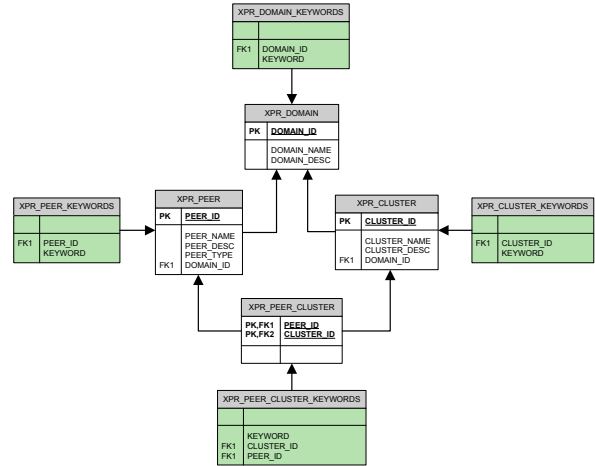 XPR_DOMAIN_KEYWORDS
FK1 DOMAIN_ID
KEYWORD
XPR_DOMAIN
PK DOMAIN_ID
DOMAIN_NAME
DOMAIN_DESC
XPR_PEER_KEYWORDS
FK1 PEER_ID
KEYWORD
XPR_PEER
PK PEER_ID
PEER_NAME
PEER_DESC
PEER_TYPE
FK1 DOMAIN_ID
XPR_CLUSTER
PK CLUSTER_ID
CLUSTER_NAME
CLUSTER_DESC
FK1 DOMAIN_ID
XPR_CLUSTER_KEYWORDS
FK1 CLUSTER_ID
KEYWORD
XPR_PEER_CLUSTER
PK,FK1 PEER_ID
PK,FK2 CLUSTER_ID
XPR_PEER_CLUSTER_KEYWORDS
KEYWORD
FK1 CLUSTER_ID
FK1 PEER_ID